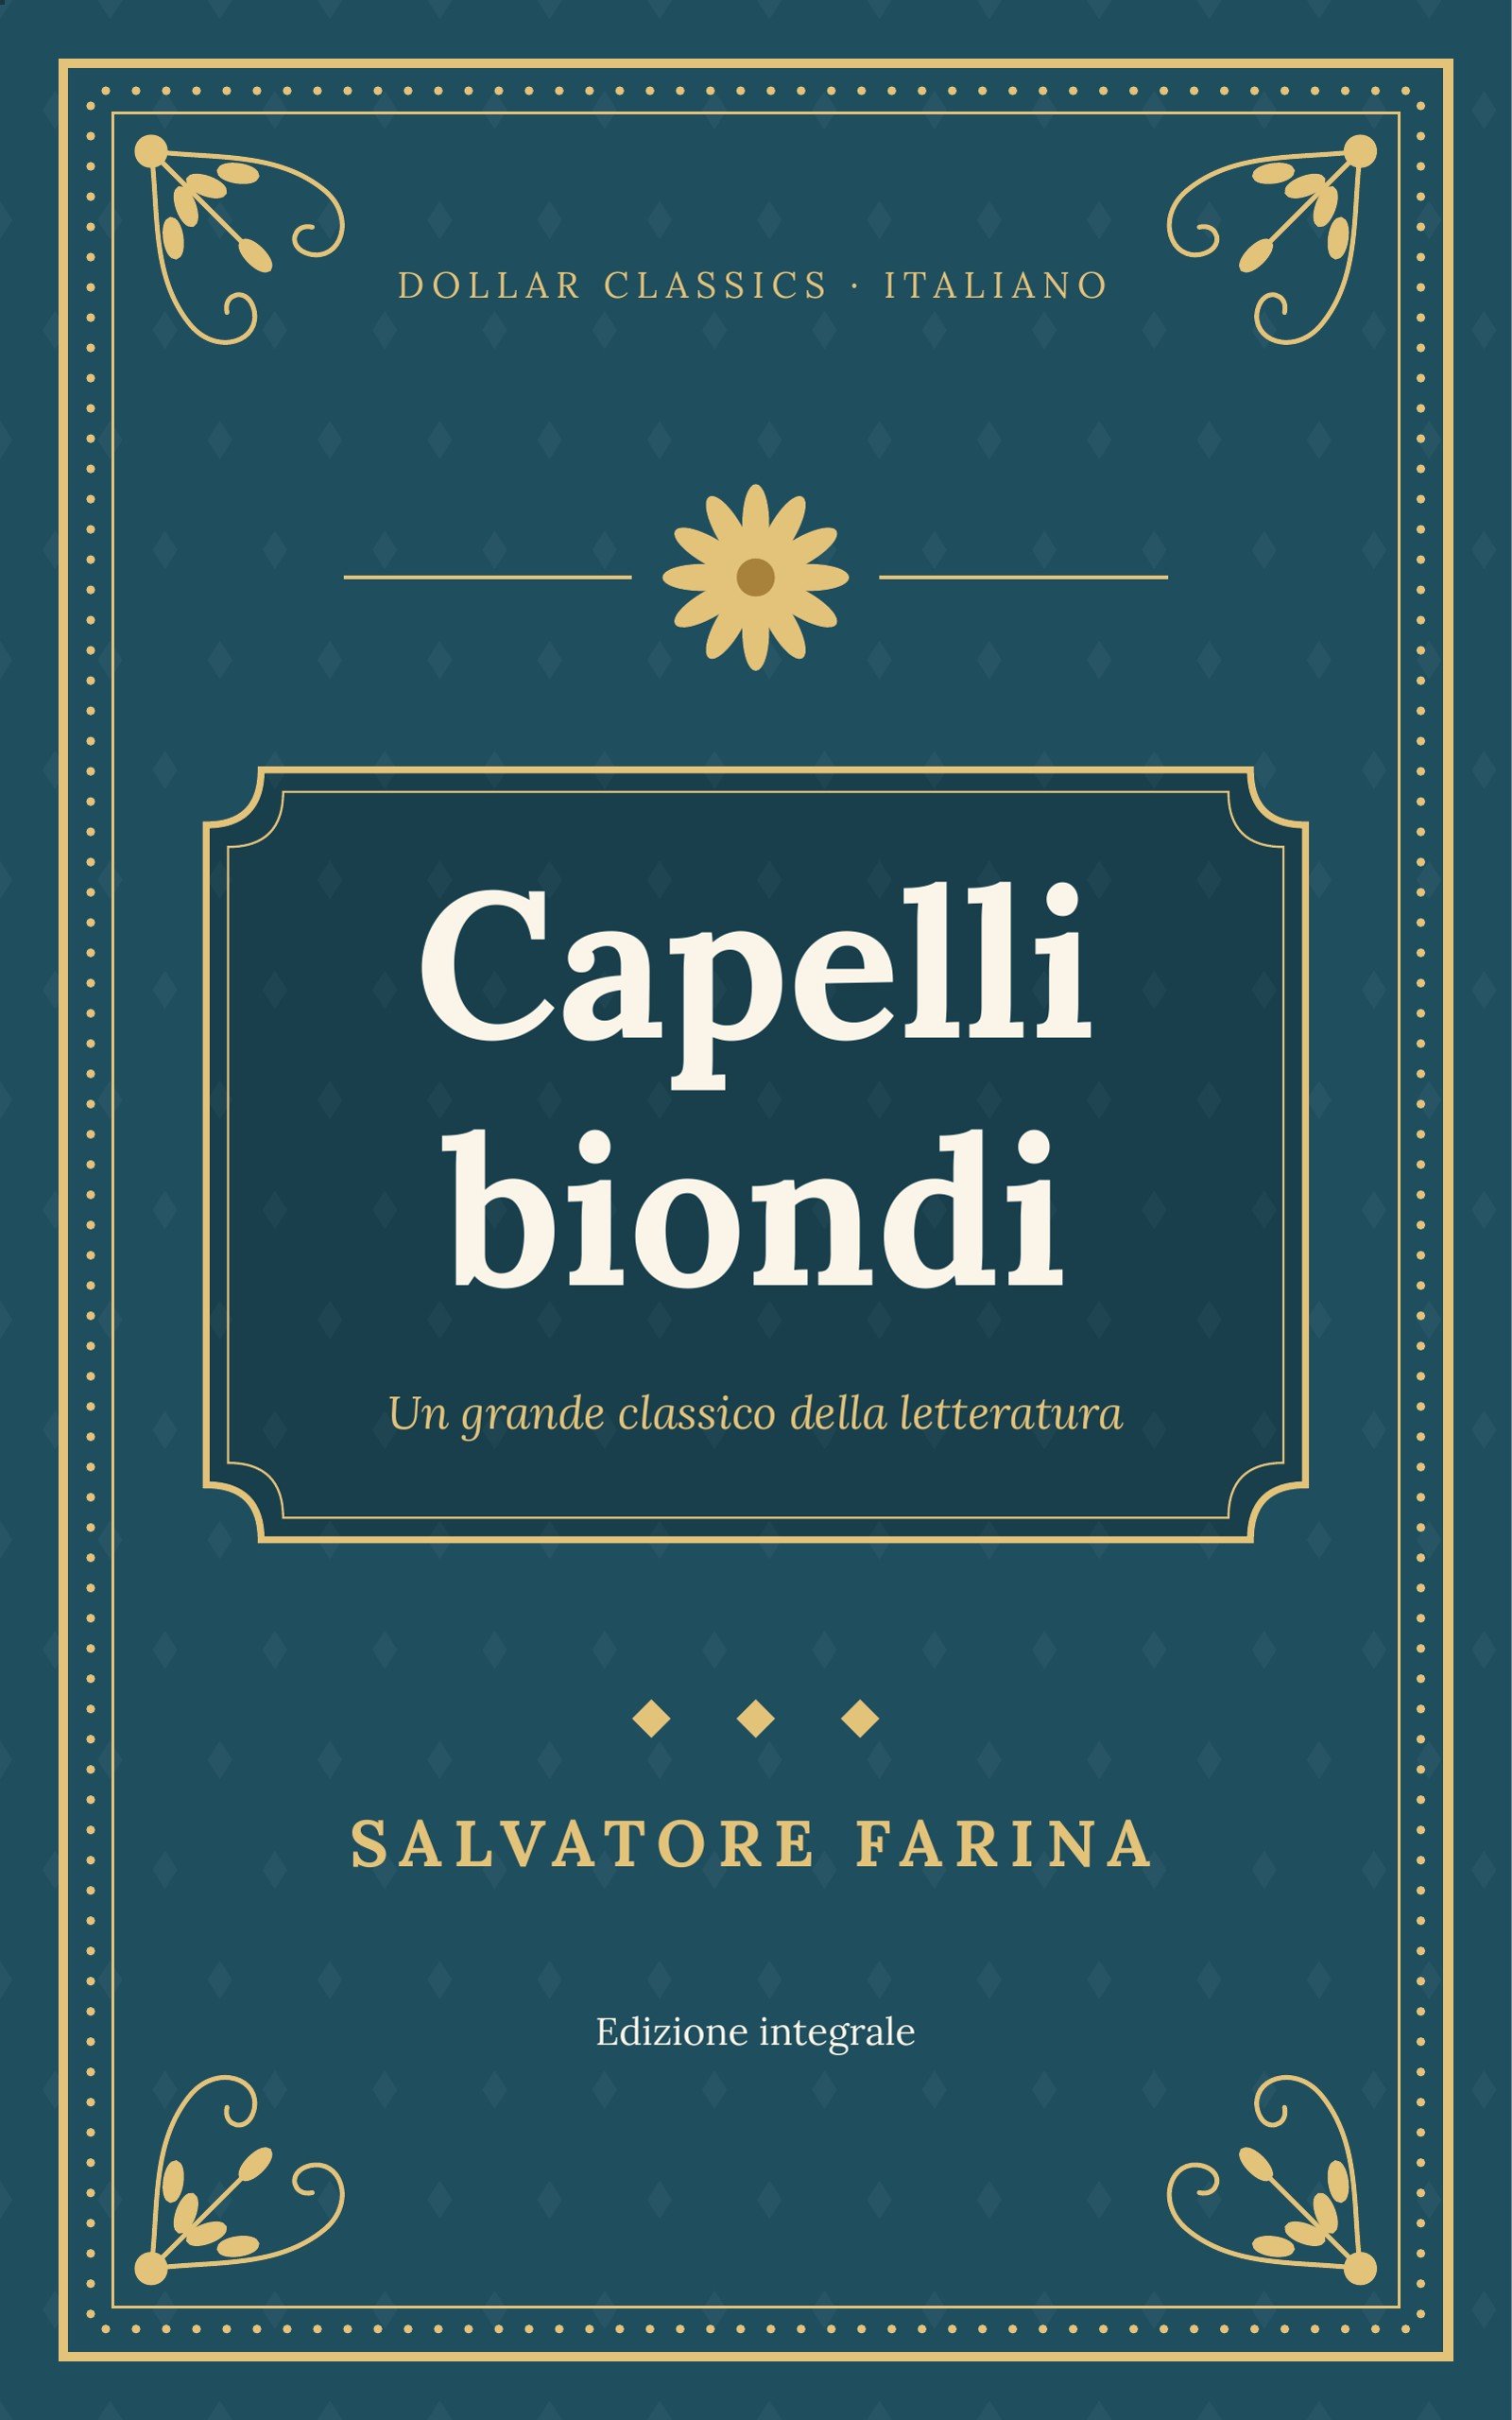 DOLLAR CLASSICS · ITALIANO
Capelli
biondi
Un grande classico della letteratura
SALVATORE FARINA
Edizione integrale